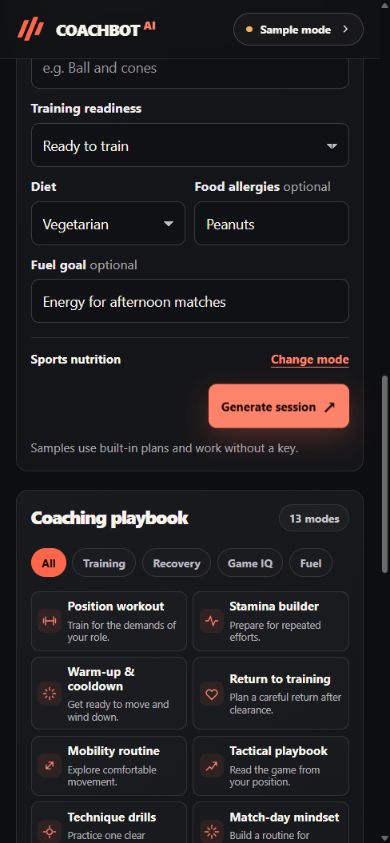 COACHBOT AI
Sample mode
e.g. Ball and cones
Training readiness
Ready to train
Diet
Food allergies optional
Vegetarian
Peanuts
Fuel goal optional
Energy for afternoon matches
Sports nutrition
Change mode
Generate session ↗
Samples use built-in plans and work without a key.
Coaching playbook
13 modes
All
Training
Recovery
Game IQ
Fuel
Position workout
Train for the demands of
your role.
Stamina builder
Prepare for repeated
efforts.
Warm-up &
cooldown
Get ready to move and
wind down.
Return to training
Plan a careful return after
clearance.
Mobility routine
Explore comfortable
movement.
Tactical playbook
Read the game from
your position.
Technique drills
Practice one clear
Match-day mindset
Build a routine for